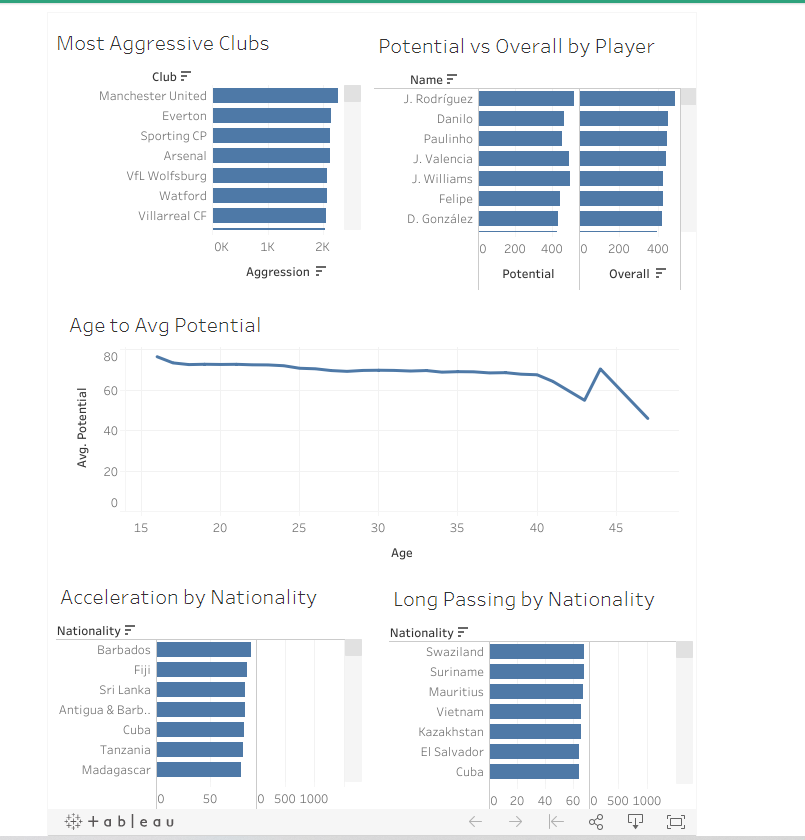 Most Aggressive Clubs
Club
Manchester United
Everton
Sporting CP
Arsenal
VfL Wolfsburg
Watford
Villarreal CF
0K 1K 2K
Aggression
Potential vs Overall by Player
Name
J. Rodríguez
Danilo
Paulinho
J. Valencia
J. Williams
Felipe
D. González
0 200 400 0 200 400
Potential Overall
Age to Avg Potential
Avg. Potential
80
60
40
20
0
15 20 25 30 35 40 45
Age
Acceleration by Nationality
Nationality
Barbados
Fiji
Sri Lanka
Antigua & Barb..
Cuba
Tanzania
Madagascar
0 50 0 500 1000
Long Passing by Nationality
Nationality
Swaziland
Suriname
Mauritius
Vietnam
Kazakhstan
El Salvador
Cuba
0 20 40 60 0 500 1000
+ a b l e a u